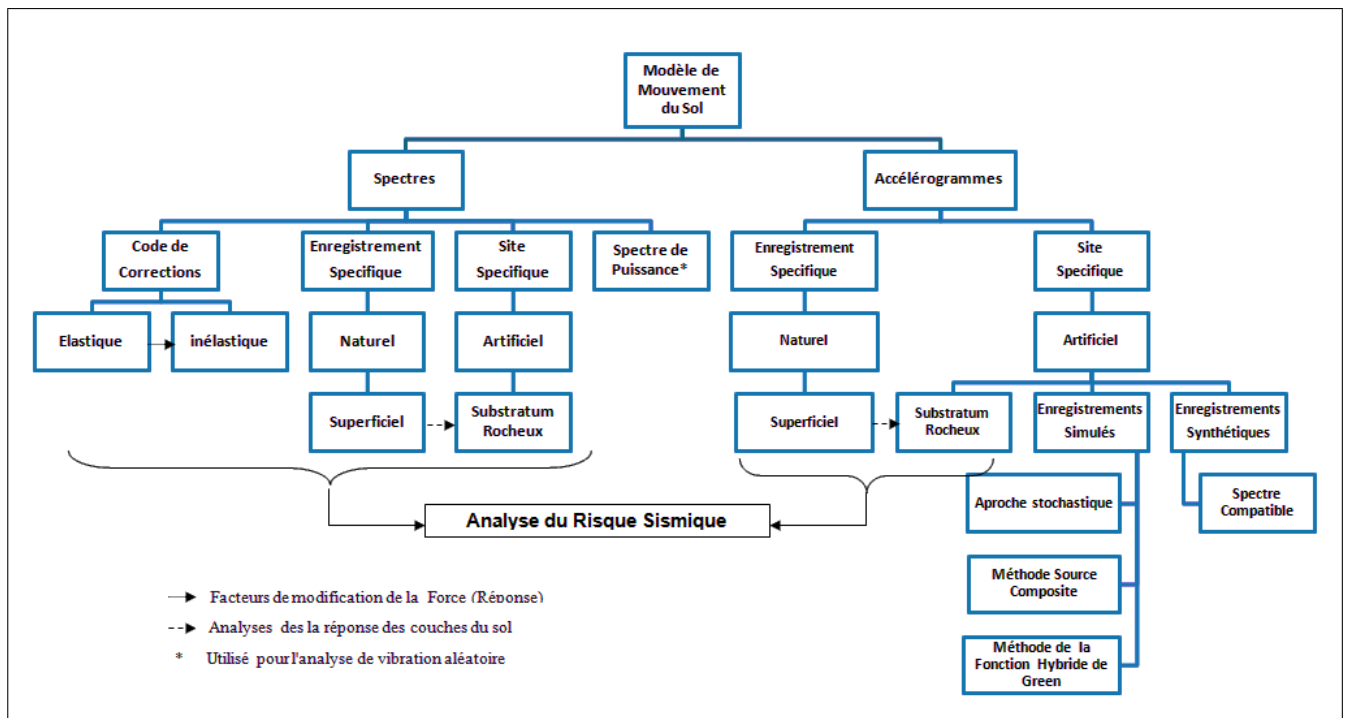 Modèle de
Mouvement
du Sol
Spectres
Accélérogrammes
Code de
Corrections
Enregistrement
Specifique
Site
Specifique
Spectre de
Puissance*
Enregistrement
Specifique
Site
Specifique
Elastique
inélastique
Naturel
Artificiel
Naturel
Artificiel
Superficiel
Substratum
Rocheux
Superficiel
Substratum
Rocheux
Enregistrements
Simulés
Enregistrements
Synthétiques
Aproche stochastique
Spectre
Compatible
Analyse du Risque Sismique
Méthode Source
Composite
Méthode de la
Fonction Hybride de
Green
Facteurs de modification de la Force (Réponse)
Analyses des la réponse des couches du sol
* Utilisé pour l'analyse de vibration aléatoire